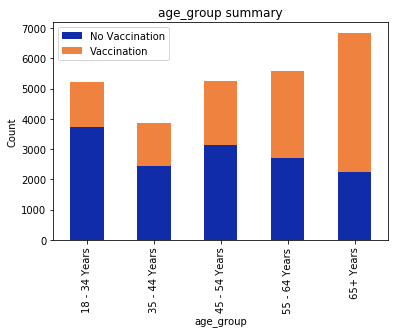 age_group summary
No Vaccination
Vaccination
Count
7000
6000
5000
4000
3000
2000
1000
0
18 - 34 Years
35 - 44 Years
45 - 54 Years
55 - 64 Years
65+ Years
age_group